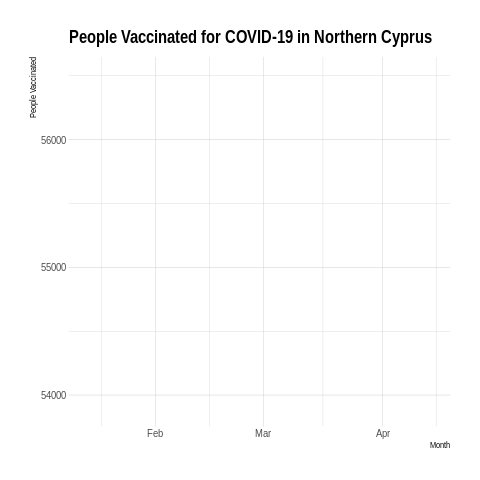 People Vaccinated for COVID-19 in Northern Cyprus
People Vaccinated
56000
55000
54000
Feb Mar Apr
Month